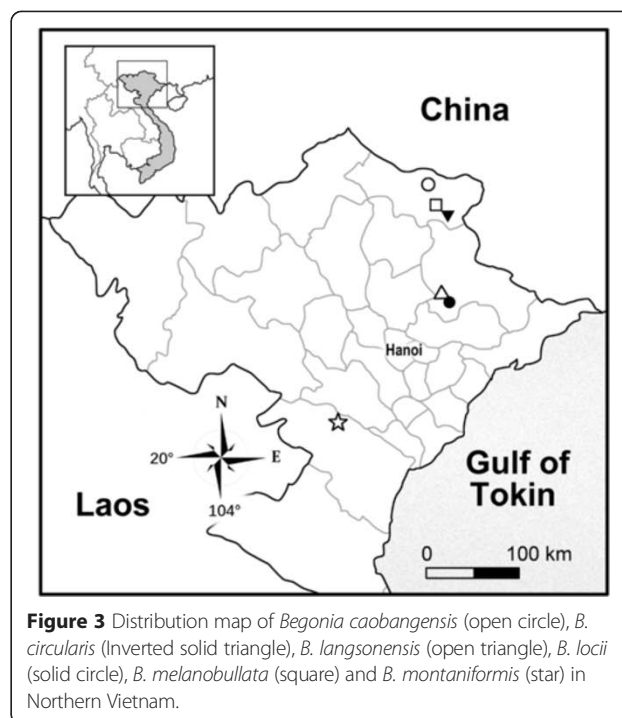 China
Hanoi
N
20°
E
104°
Laos
Gulf of
Tokin
0 100 km
Figure 3 Distribution map of Begonia caobangensis (open circle), B.
circularis (Inverted solid triangle), B. langsonensis (open triangle), B. locii
(solid circle), B. melanobullata (square) and B. montaniformis (star) in
Northern Vietnam.